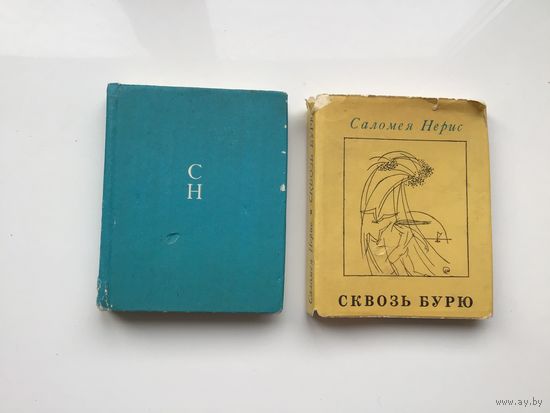 С
Н
Саломея Нерис
СКВОЗЬ БУРЮ
Саломея Нерис СКВОЗЬ БУРЮ
www.ay.by